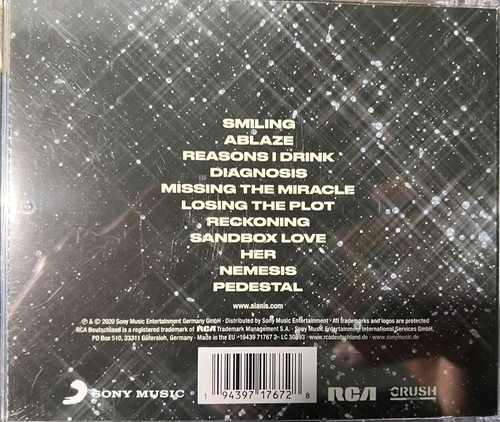 SMILING
ABLAZE
REASONS I DRINK
DIAGNOSIS
MISSING THE MIRACLE
LOSING THE PLOT
RECKONING
SANDBOX LOVE
HER
NEMESIS
PEDESTAL
www.alanis.com
℗ & © 2020 Sony Music Entertainment Germany GmbH · Distributed by Sony Music Entertainment · All trademarks and logos are protected
RCA Deutschland is a registered trademark of RCA Trademark Management S.A. · Sony Music Entertainment International Services GmbH,
PO Box 510, 33311 Gütersloh, Germany · Made in the EU · 19439 71767 2 · LC 30893 · www.rcadeutschland.de · www.sonymusic.de
SONY MUSIC
1 94397 17672 8
RCA
CRUSH